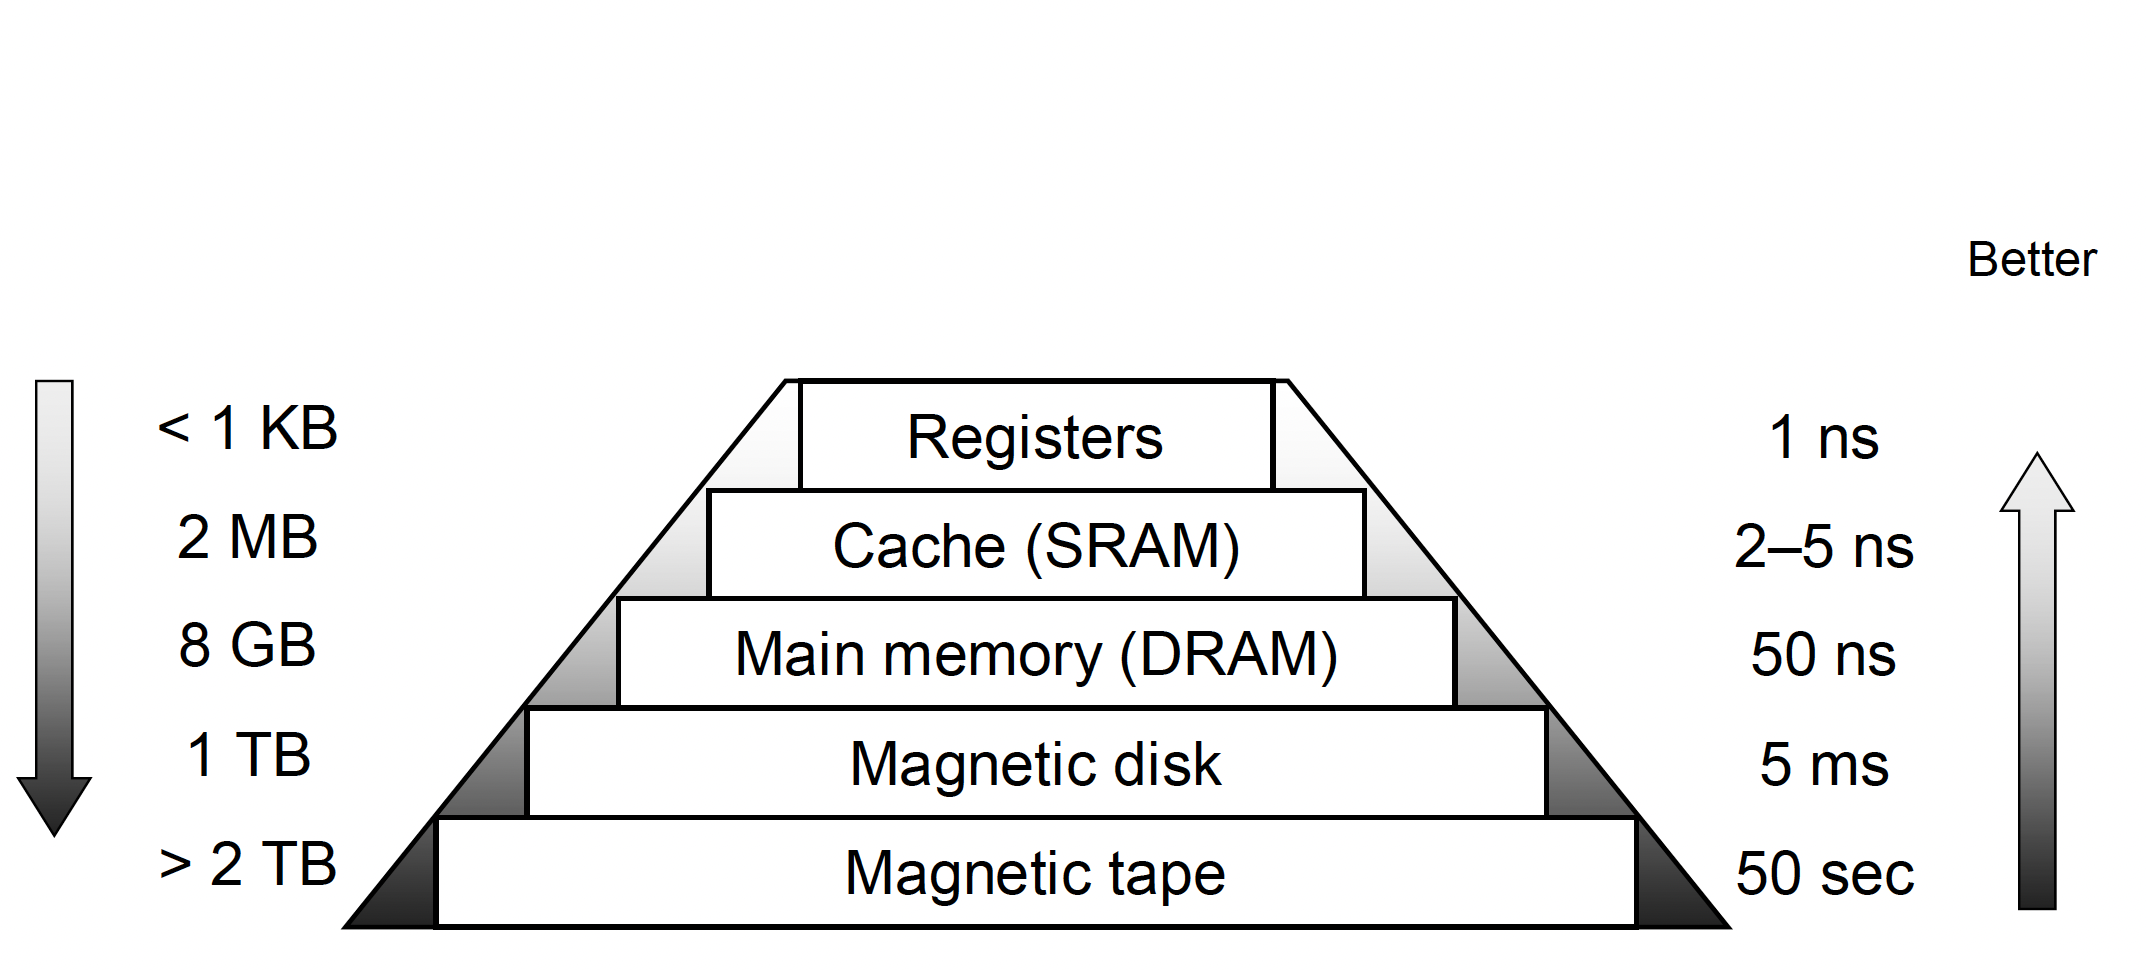 Better
< 1 KB Registers 1 ns
2 MB Cache (SRAM) 2–5 ns
8 GB Main memory (DRAM) 50 ns
1 TB Magnetic disk 5 ms
> 2 TB Magnetic tape 50 sec